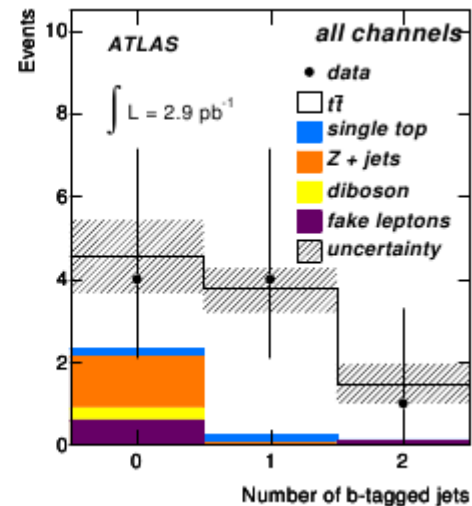 Events
10
8
6
4
2
0
ATLAS
∫ L = 2.9 pb⁻¹
all channels
data
tt̄
single top
Z + jets
diboson
fake leptons
uncertainty
0 1 2
Number of b-tagged jets